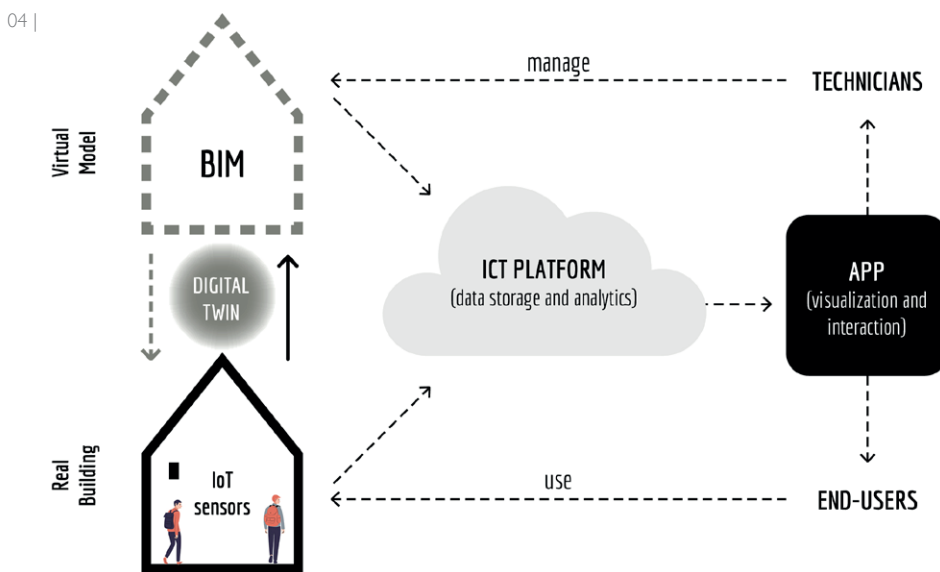 04 |
manage
TECHNICIANS
Virtual
Model
BIM
ICT PLATFORM
(data storage and analytics)
APP
(visualization and
interaction)
DIGITAL
TWIN
Real
Building
IoT
sensors
use
END-USERS